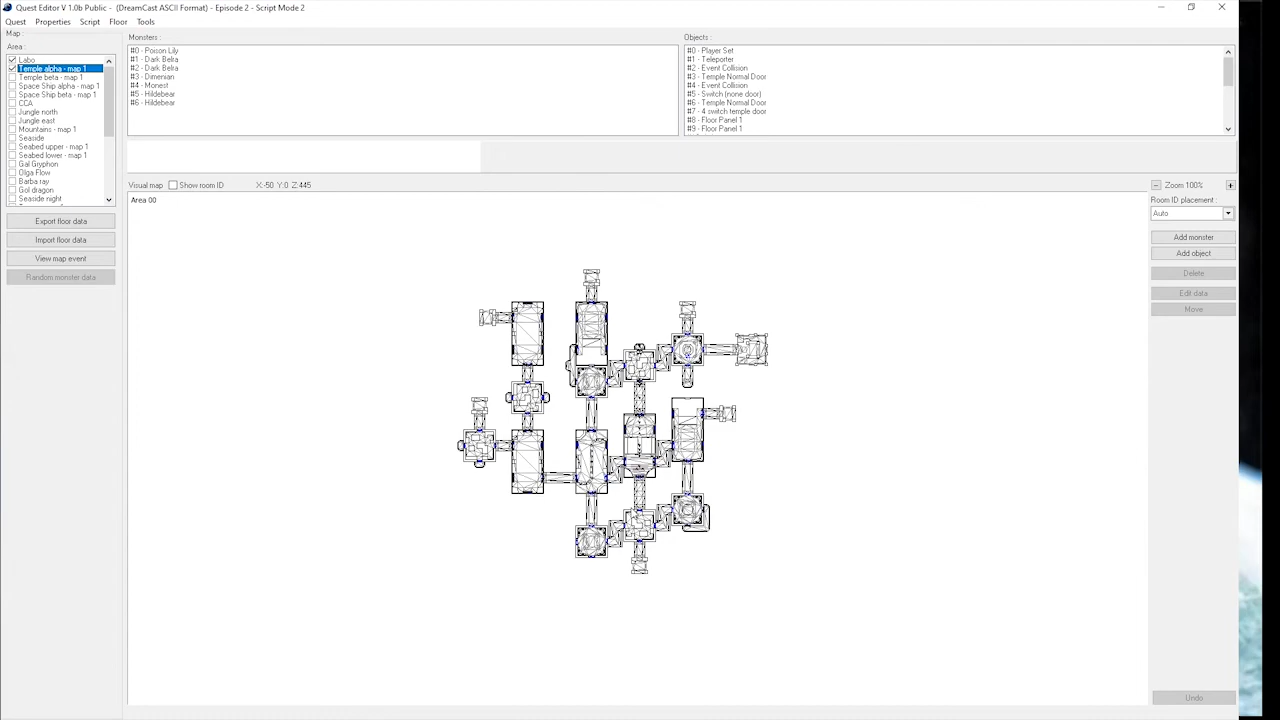 Quest Editor V 1.0b Public - (DreamCast ASCII Format) - Episode 2 - Script Mode 2
Quest Properties Script Floor Tools
Map :
Area :
Labo
Temple alpha - map 1
Temple beta - map 1
Space Ship alpha - map 1
Space Ship beta - map 1
CCA
Jungle north
Jungle east
Mountains - map 1
Seaside
Seabed upper - map 1
Seabed lower - map 1
Gal Gryphon
Olga Flow
Barba ray
Gol dragon
Seaside night
Export floor data
Import floor data
View map event
Random monster data
Monsters :
#0 - Poison Lily
#1 - Dark Belra
#2 - Dark Belra
#3 - Dimenian
#4 - Monest
#5 - Hildebear
#6 - Hildebear
Objects :
#0 - Player Set
#1 - Teleporter
#2 - Event Collision
#3 - Temple Normal Door
#4 - Event Collision
#5 - Switch (none door)
#6 - Temple Normal Door
#7 - 4 switch temple door
#8 - Floor Panel 1
#9 - Floor Panel 1
Visual map Show room ID X:-50 Y:0 Z:445
Area 00
- Zoom 100% +
Room ID placement :
Auto
Add monster
Add object
Delete
Edit data
Move
Undo